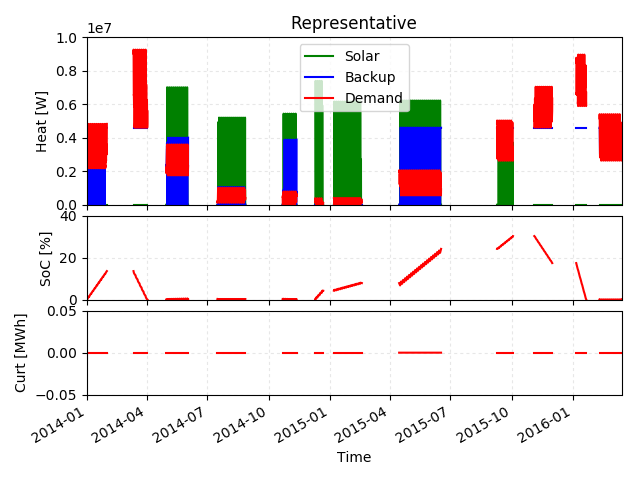 Representative
1e7
1.0
0.8
0.6
0.4
0.2
0.0
Heat [W]
Solar
Backup
Demand
40
20
0
SoC [%]
0.05
0.00
−0.05
Curt [MWh]
2014-01
2014-04
2014-07
2014-10
2015-01
2015-04
2015-07
2015-10
2016-01
Time